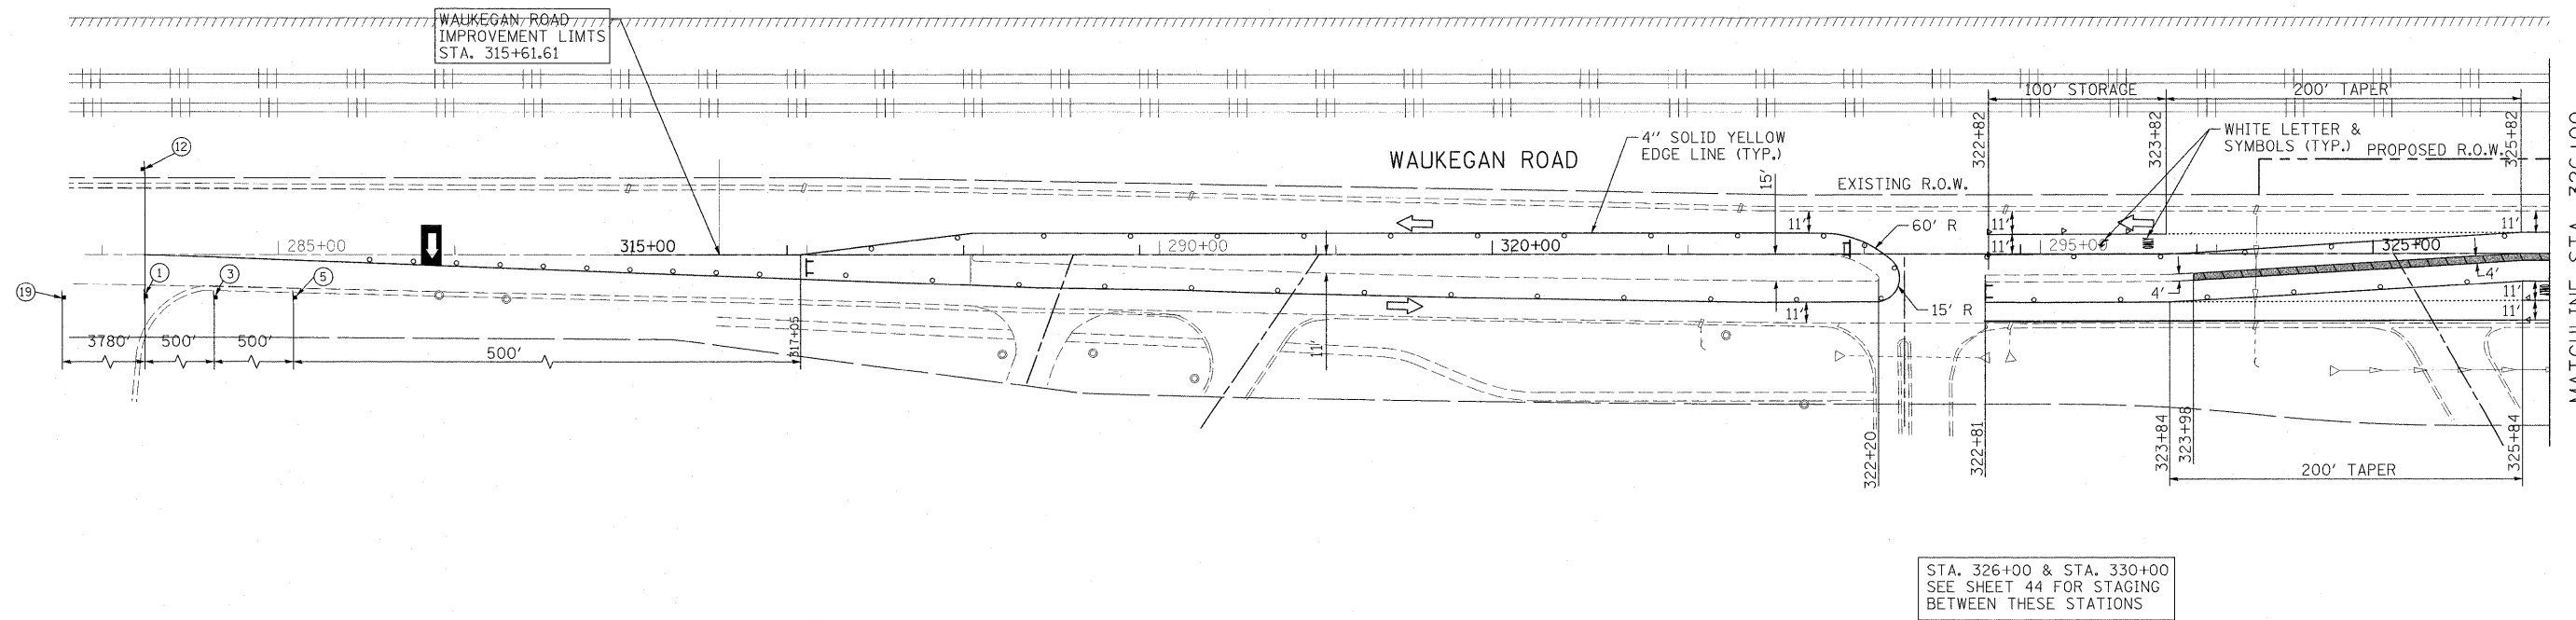 WAUKEGAN ROAD
IMPROVEMENT LIMTS
STA. 315+61.61
100' STORAGE
200' TAPER
12
322+82
323+82
325+82
4" SOLID YELLOW
EDGE LINE (TYP.)
WHITE LETTER &
SYMBOLS (TYP.)
PROPOSED R.O.W.
WAUKEGAN ROAD
15'
EXISTING R.O.W.
11'
60' R
11'
11'
11'
285+00
315+00
290+00
320+00
295+00
325+00
19
1
3
5
4'
4'
15' R
11'
11'
11'
11'
3780'
500'
500'
500'
317+05
322+20
322+81
323+84
323+98
325+84
200' TAPER
STA. 326+00 & STA. 330+00
SEE SHEET 44 FOR STAGING
BETWEEN THESE STATIONS